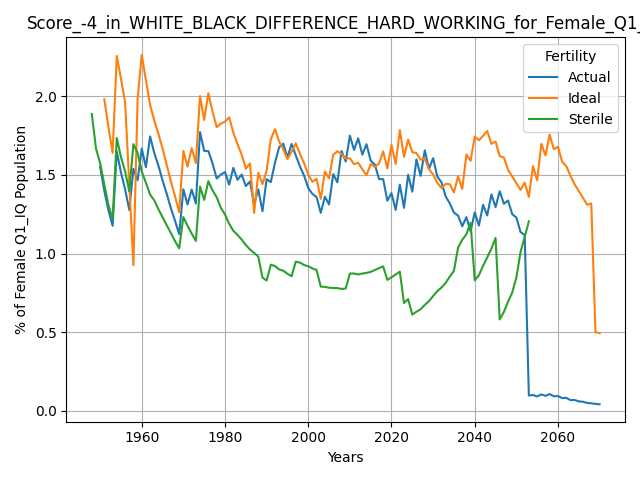 Score_-4_in_WHITE_BLACK_DIFFERENCE_HARD_WORKING_for_Female_Q1_
Fertility
Actual
Ideal
Sterile
% of Female Q1_IQ Population
2.0
1.5
1.0
0.5
0.0
1960 1980 2000 2020 2040 2060
Years